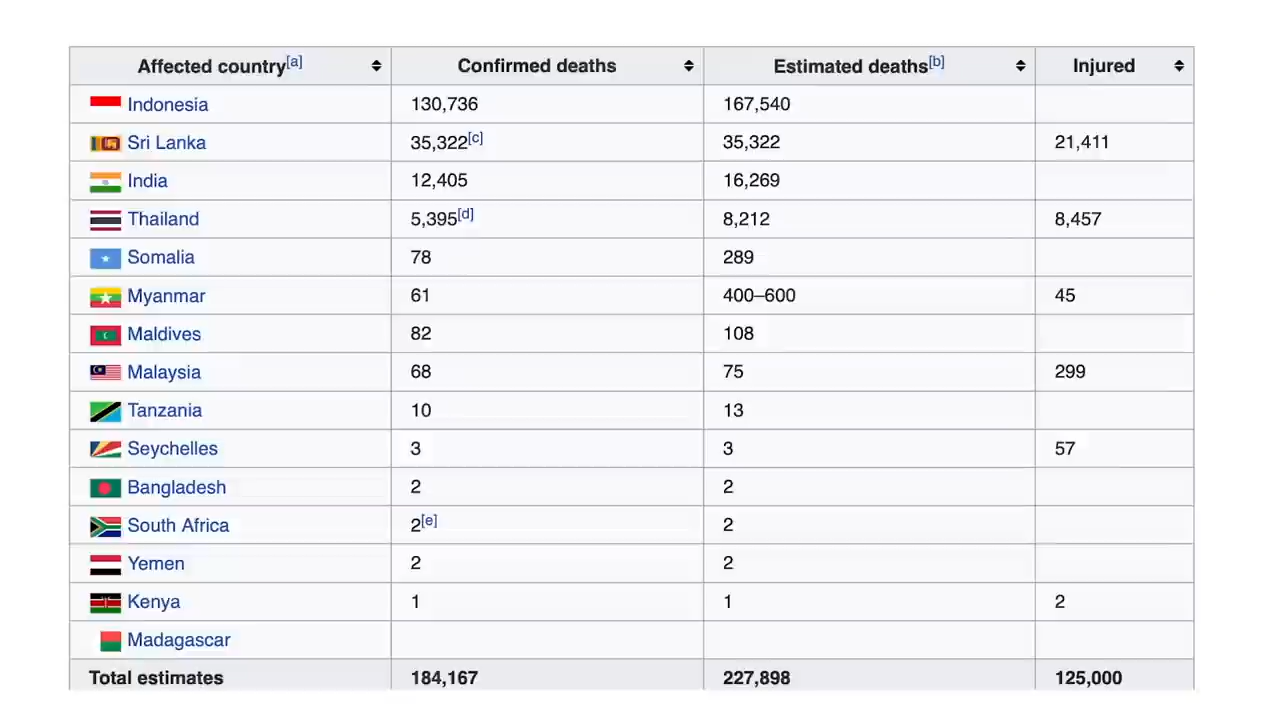 Affected country[a] Confirmed deaths Estimated deaths[b] Injured
Indonesia 130,736 167,540
Sri Lanka 35,322[c] 35,322 21,411
India 12,405 16,269
Thailand 5,395[d] 8,212 8,457
Somalia 78 289
Myanmar 61 400–600 45
Maldives 82 108
Malaysia 68 75 299
Tanzania 10 13
Seychelles 3 3 57
Bangladesh 2 2
South Africa 2[e] 2
Yemen 2 2
Kenya 1 1 2
Madagascar
Total estimates 184,167 227,898 125,000